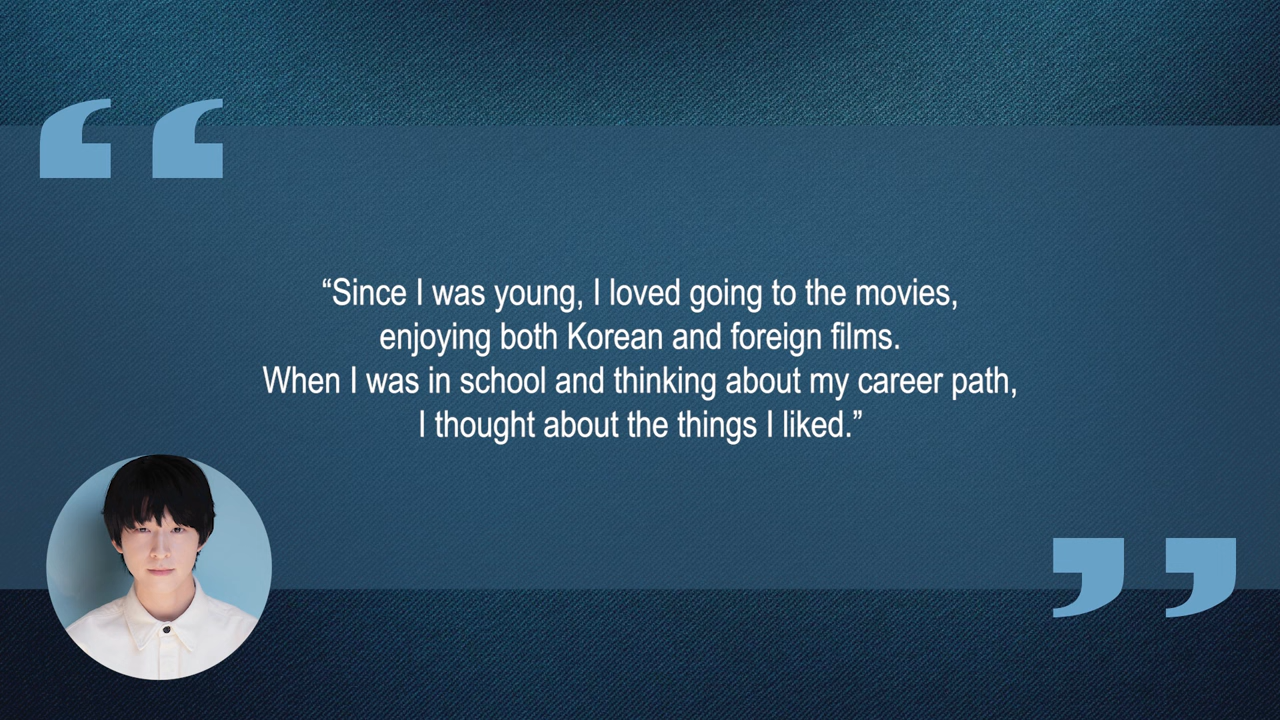 “Since I was young, I loved going to the movies,
enjoying both Korean and foreign films.
When I was in school and thinking about my career path,
I thought about the things I liked.”